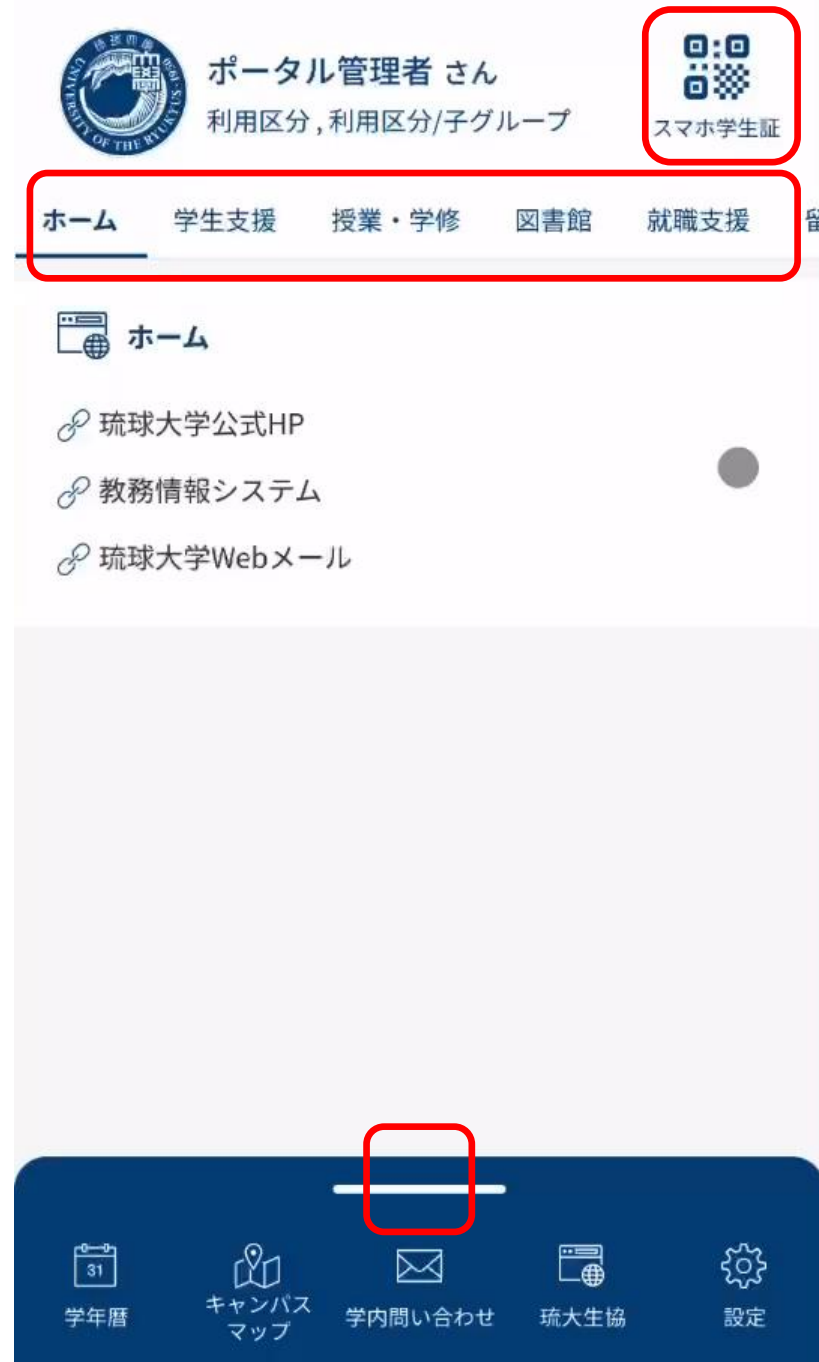 UNIVERSITY OF THE RYUKYUS・1950
ポータル管理者 さん
利用区分 , 利用区分/子グループ
スマホ学生証
ホーム 学生支援 授業・学修 図書館 就職支援
ホーム
琉球大学公式HP
教務情報システム
琉球大学Webメール
31
学年暦
キャンパス
マップ
学内問い合わせ
琉大生協
設定